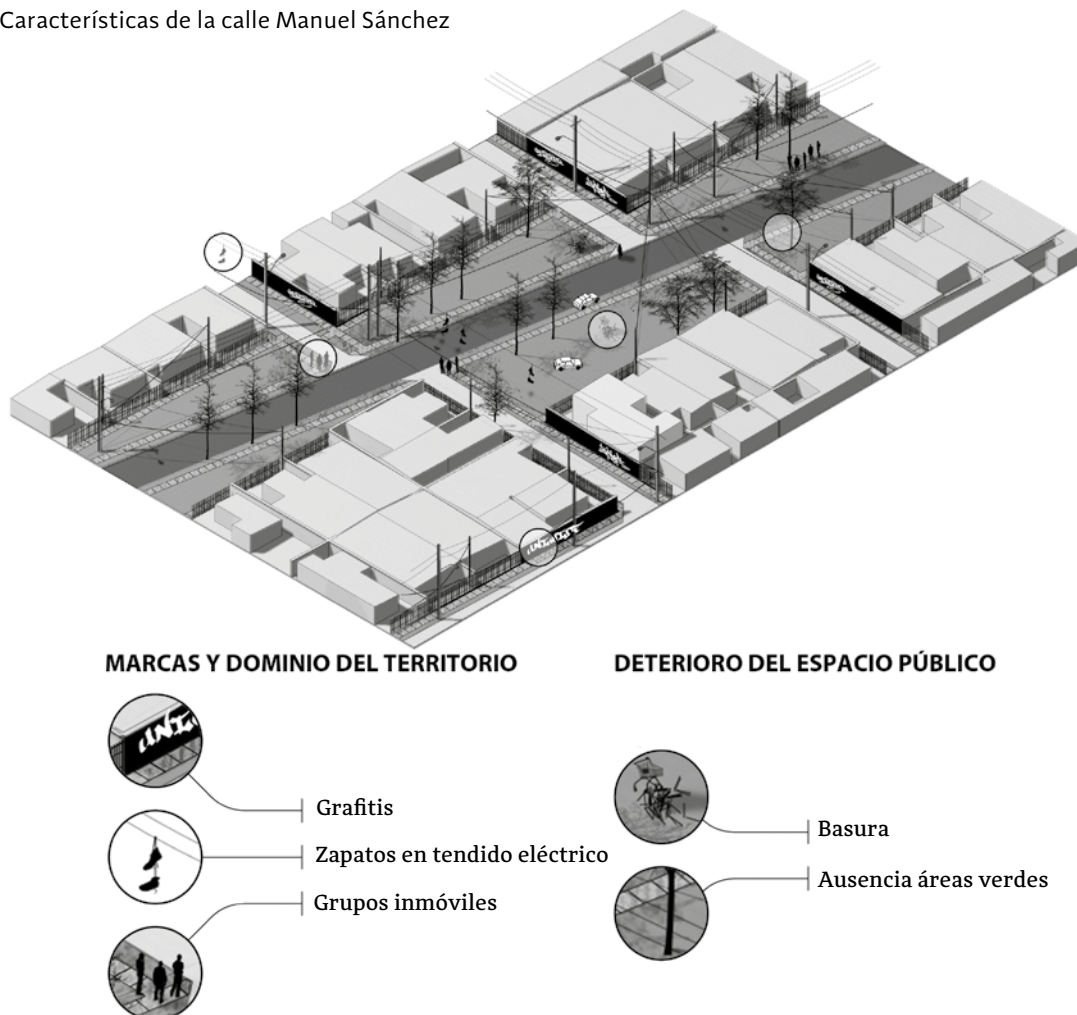 Características de la calle Manuel Sánchez
MARCAS Y DOMINIO DEL TERRITORIO
DETERIORO DEL ESPACIO PÚBLICO
Grafitis
Zapatos en tendido eléctrico
Grupos inmóviles
Basura
Ausencia áreas verdes